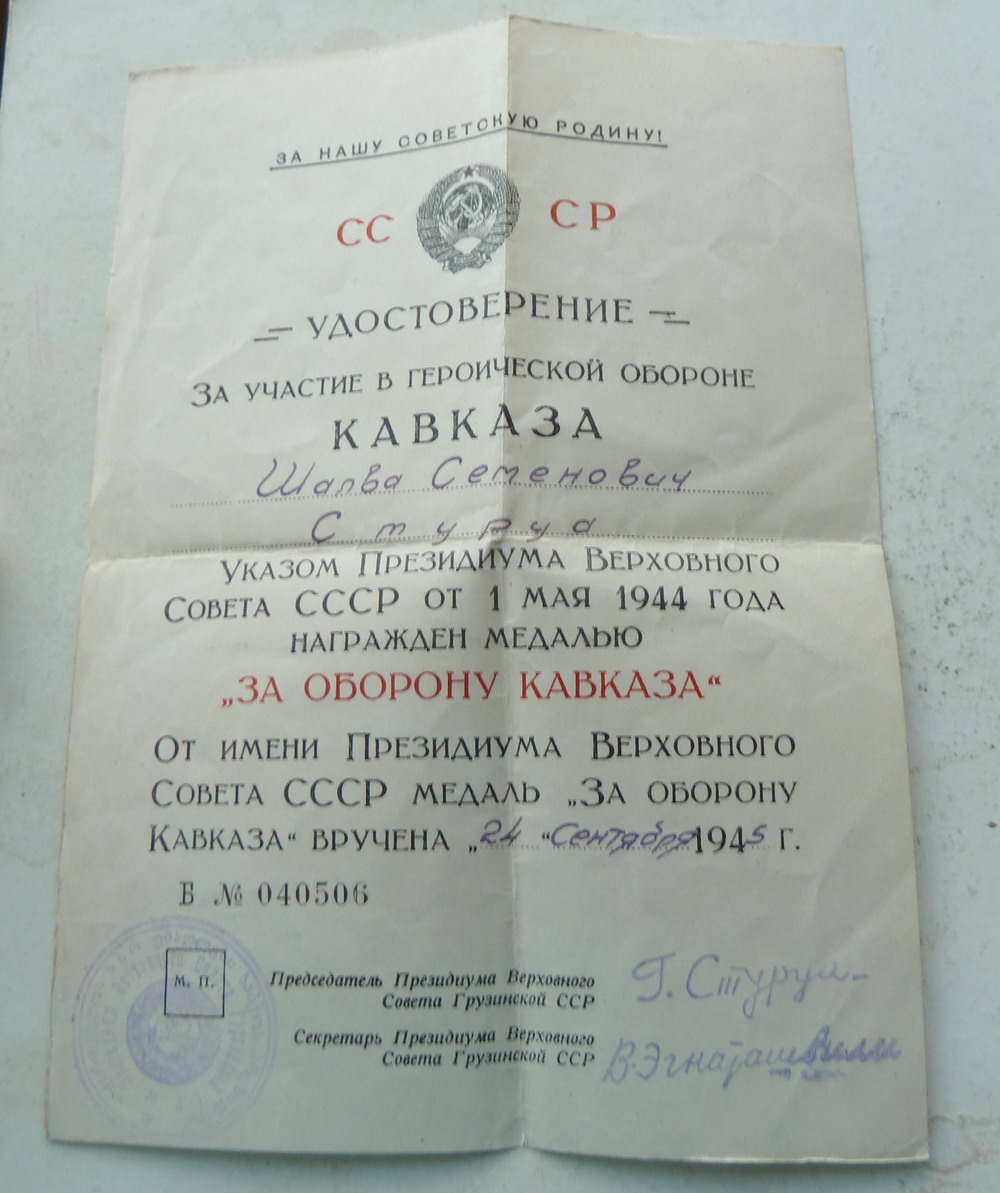 ЗА НАШУ СОВЕТСКУЮ РОДИНУ!
СССР
УДОСТОВЕРЕНИЕ
ЗА УЧАСТИЕ В ГЕРОИЧЕСКОЙ ОБОРОНЕ
КАВКАЗА
Шалва Семенович
Струа
УКАЗОМ ПРЕЗИДИУМА ВЕРХОВНОГО
СОВЕТА СССР ОТ 1 МАЯ 1944 ГОДА
НАГРАЖДЕН МЕДАЛЬЮ
„ЗА ОБОРОНУ КАВКАЗА“
ОТ ИМЕНИ ПРЕЗИДИУМА ВЕРХОВНОГО
СОВЕТА СССР МЕДАЛЬ „ЗА ОБОРОНУ
КАВКАЗА“ ВРУЧЕНА „24“ Сентября 1945 Г.
Б № 040506
М. П.
Председатель Президиума Верховного
Совета Грузинской ССР
Г. Стуруа
Секретарь Президиума Верховного
Совета Грузинской ССР
В. Эгнаташвили